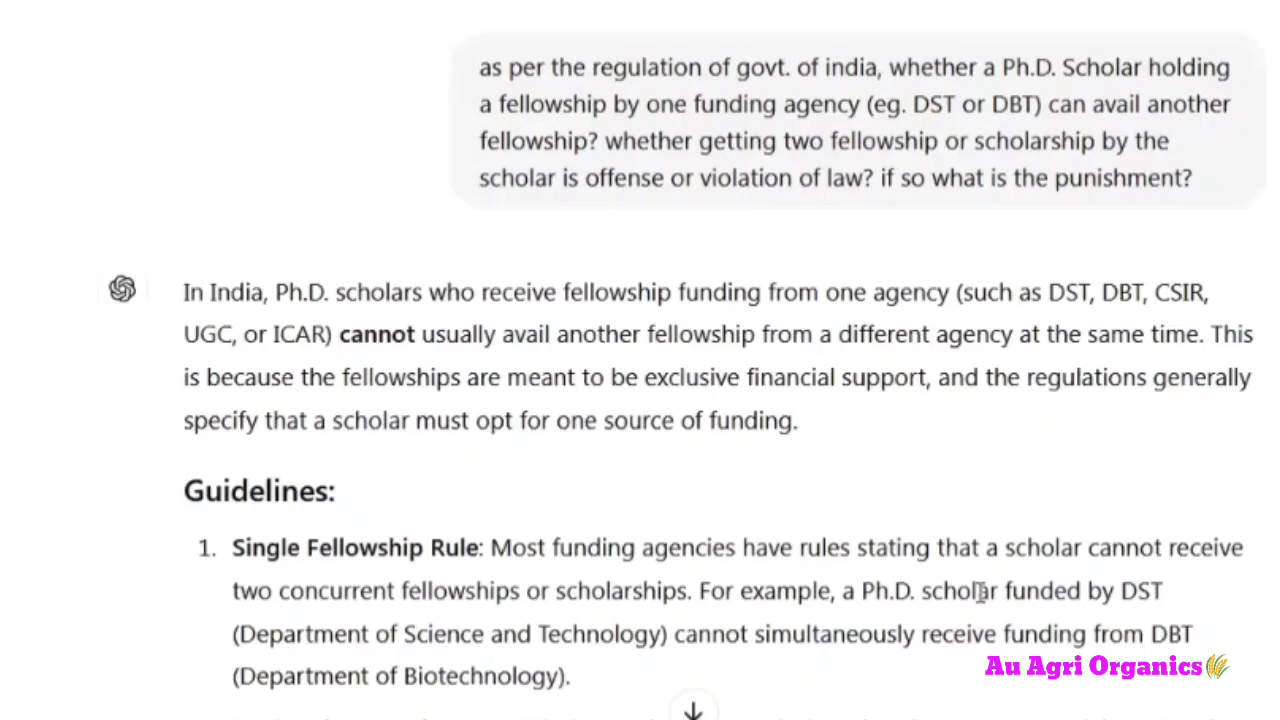 as per the regulation of govt. of india, whether a Ph.D. Scholar holding
a fellowship by one funding agency (eg. DST or DBT) can avail another
fellowship? whether getting two fellowship or scholarship by the
scholar is offense or violation of law? if so what is the punishment?
In India, Ph.D. scholars who receive fellowship funding from one agency (such as DST, DBT, CSIR,
UGC, or ICAR) cannot usually avail another fellowship from a different agency at the same time. This
is because the fellowships are meant to be exclusive financial support, and the regulations generally
specify that a scholar must opt for one source of funding.
Guidelines:
1. Single Fellowship Rule: Most funding agencies have rules stating that a scholar cannot receive
two concurrent fellowships or scholarships. For example, a Ph.D. scholar funded by DST
(Department of Science and Technology) cannot simultaneously receive funding from DBT
(Department of Biotechnology).
Au Agri Organics🌾